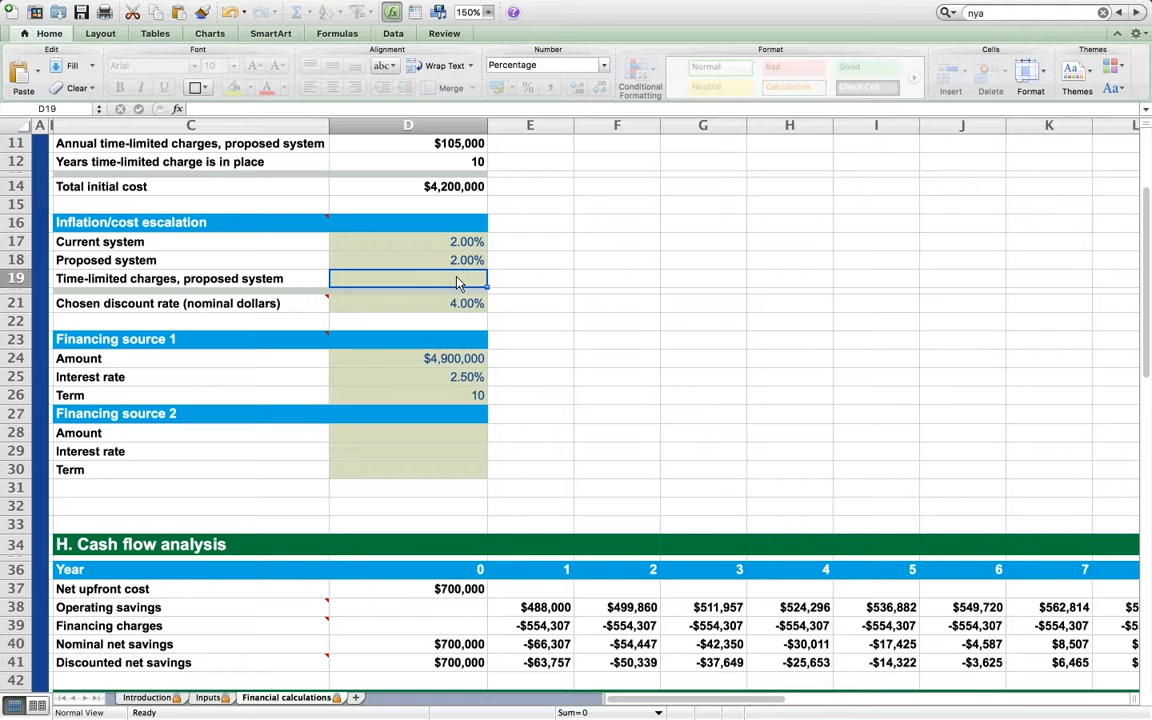 150%
nya
Home Layout Tables Charts SmartArt Formulas Data Review
Edit Font Alignment Number Format Cells Themes
Fill Arial 10 A A abc Wrap Text Percentage Normal Bad Good
Paste Clear B I U A Merge % Conditional Formatting Neutral Calculation Check Cell Insert Delete Format Themes Aa
D19 fx
A C D E F G H I J K L
11 Annual time-limited charges, proposed system $105,000
12 Years time-limited charge is in place 10
14 Total initial cost $4,200,000
15
16 Inflation/cost escalation
17 Current system 2.00%
18 Proposed system 2.00%
19 Time-limited charges, proposed system
21 Chosen discount rate (nominal dollars) 4.00%
22
23 Financing source 1
24 Amount $4,900,000
25 Interest rate 2.50%
26 Term 10
27 Financing source 2
28 Amount
29 Interest rate
30 Term
31
32
33
34 H. Cash flow analysis
36 Year 0 1 2 3 4 5 6 7
37 Net upfront cost $700,000
38 Operating savings $488,000 $499,860 $511,957 $524,296 $536,882 $549,720 $562,814 $5
39 Financing charges -$554,307 -$554,307 -$554,307 -$554,307 -$554,307 -$554,307 -$554,307 -$5
40 Nominal net savings $700,000 -$66,307 -$54,447 -$42,350 -$30,011 -$17,425 -$4,587 $8,507 $
41 Discounted net savings $700,000 -$63,757 -$50,339 -$37,649 -$25,653 -$14,322 -$3,625 $6,465 $
42
Introduction Inputs Financial calculations
Normal View Ready Sum=0